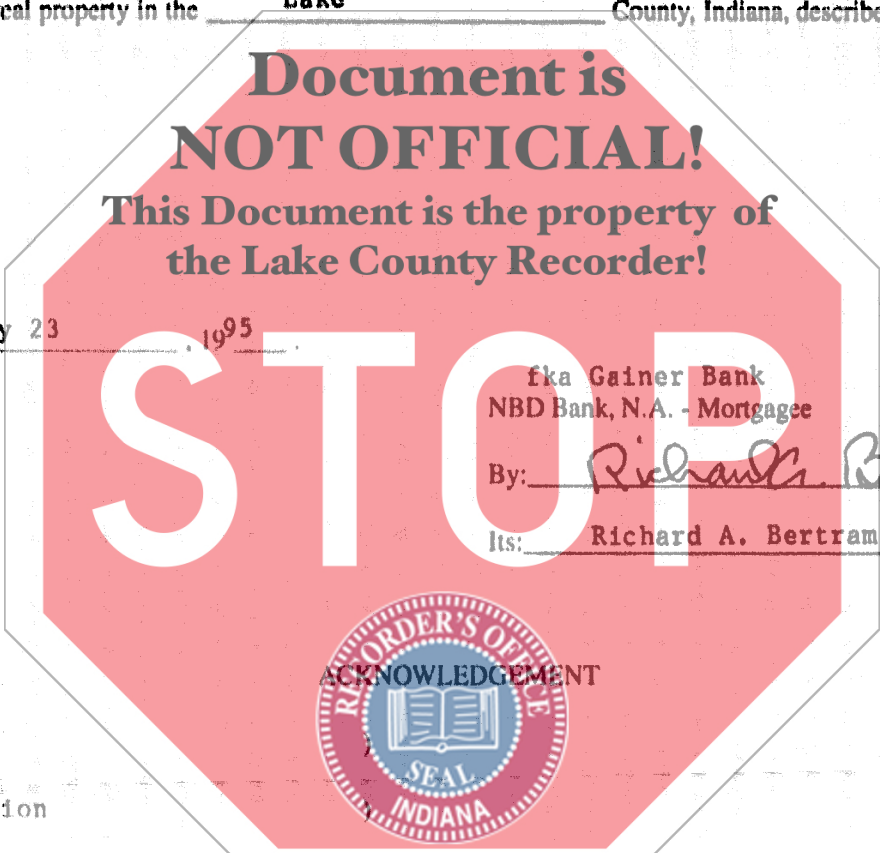 cal property in the Lake County, Indiana, describe
Document is
NOT OFFICIAL!
This Document is the property of
the Lake County Recorder!
y 23, 1995.
STOP
fka Gainer Bank
NBD Bank, N.A. - Mortgagee
By: Richard A. B
Its: Richard A. Bertram
RECORDER'S OFFICE
ACKNOWLEDGEMENT
)
SEAL
INDIANA
ion )